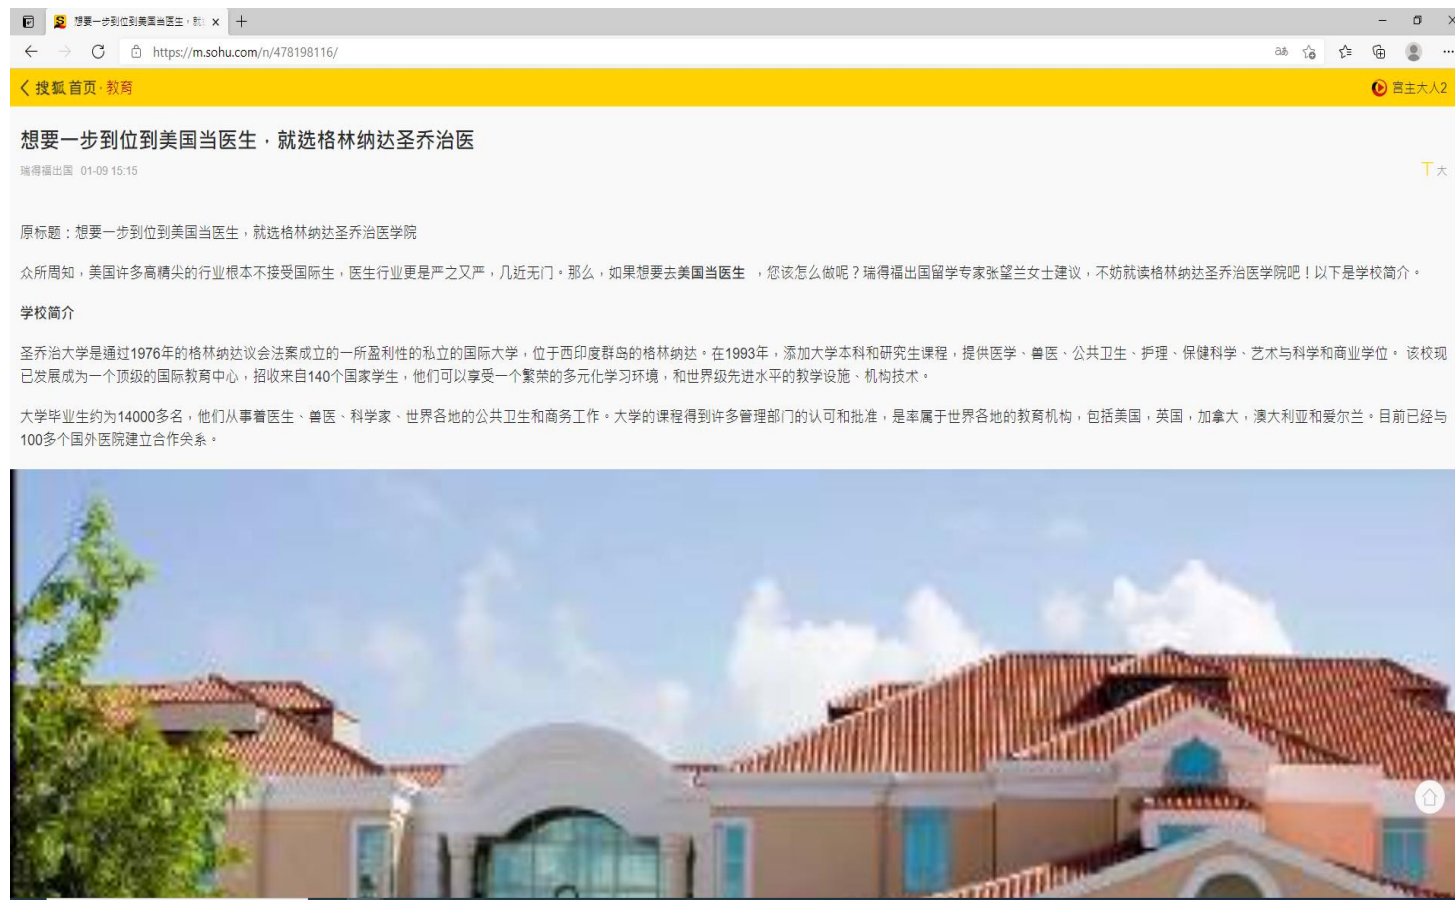 想要一步到位到美国当医生，就
https://m.sohu.com/n/478198116/
搜狐首页·教育
宫主大人2
想要一步到位到美国当医生，就选格林纳达圣乔治医
瑞得福出国 01-09 15:15
T大
原标题：想要一步到位到美国当医生，就选格林纳达圣乔治医学院
众所周知，美国许多高精尖的行业根本不接受国际生，医生行业更是严之又严，几近无门。那么，如果想要去美国当医生 ，您该怎么做呢？瑞得福出国留学专家张望兰女士建议，不妨就读格林纳达圣乔治医学院吧！以下是学校简介。
学校简介
圣乔治大学是通过1976年的格林纳达议会法案成立的一所盈利性的私立的国际大学，位于西印度群岛的格林纳达。在1993年，添加大学本科和研究生课程，提供医学、兽医、公共卫生、护理、保健科学、艺术与科学和商业学位。 该校现
已发展成为一个顶级的国际教育中心，招收来自140个国家学生，他们可以享受一个繁荣的多元化学习环境，和世界级先进水平的教学设施、机构技术。
大学毕业生约为14000多名，他们从事着医生、兽医、科学家、世界各地的公共卫生和商务工作。大学的课程得到许多管理部门的认可和批准，是率属于世界各地的教育机构，包括美国，英国，加拿大，澳大利亚和爱尔兰。目前已经与
100多个国外医院建立合作关系。